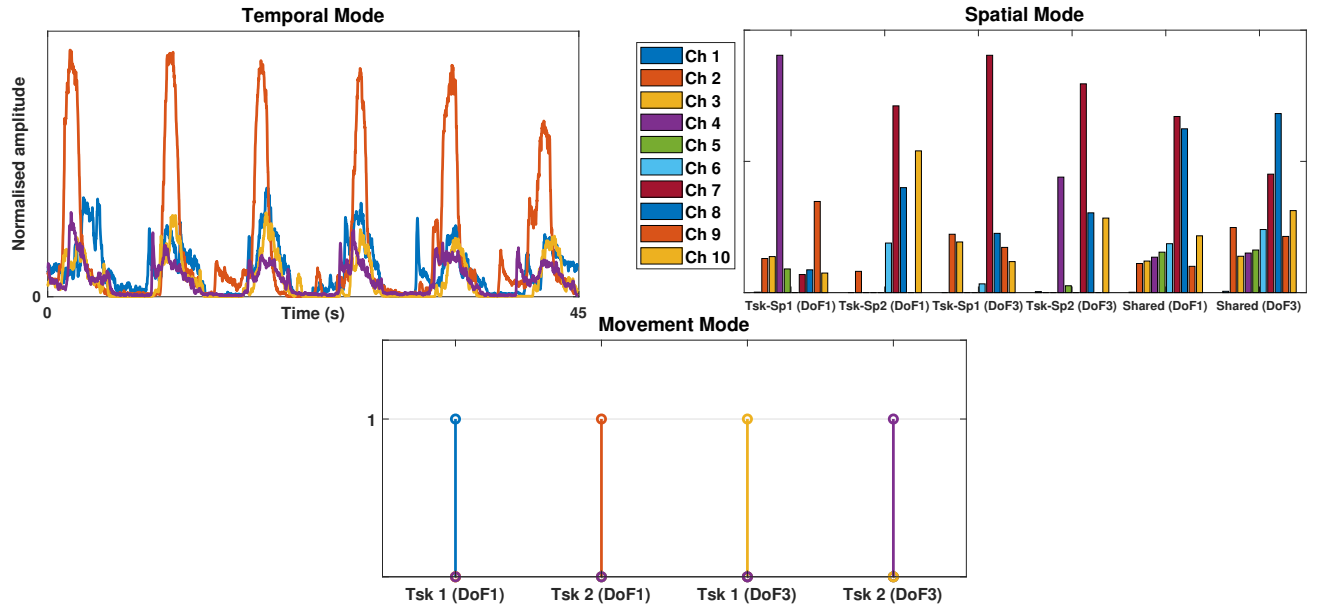 Temporal Mode
Normalised amplitude
0
0
Time (s)
45
Ch 1
Ch 2
Ch 3
Ch 4
Ch 5
Ch 6
Ch 7
Ch 8
Ch 9
Ch 10
Spatial Mode
Tsk-Sp1 (DoF1) Tsk-Sp2 (DoF1) Tsk-Sp1 (DoF3) Tsk-Sp2 (DoF3) Shared (DoF1) Shared (DoF3)
Movement Mode
1
Tsk 1 (DoF1) Tsk 2 (DoF1) Tsk 1 (DoF3) Tsk 2 (DoF3)